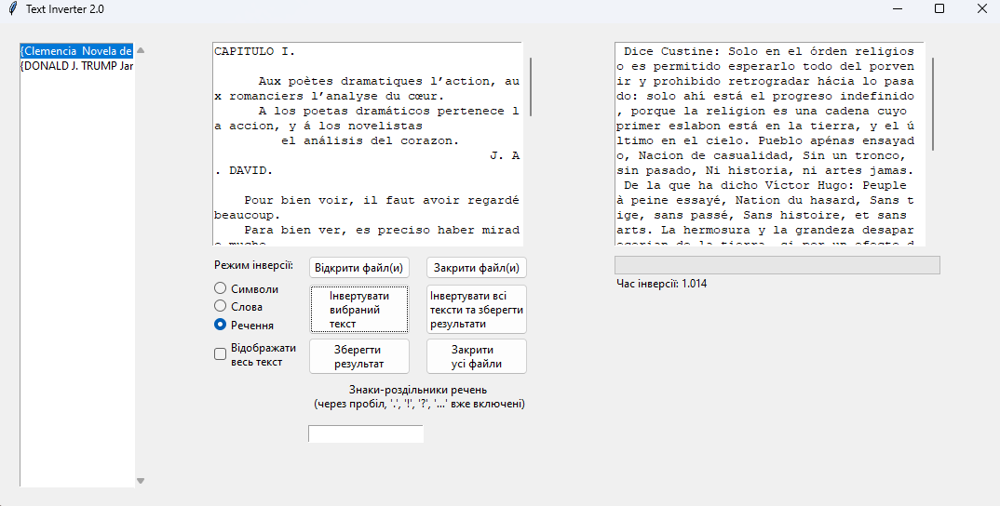 Text Inverter 2.0
{Clemencia Novela de
{DONALD J. TRUMP Jar
CAPITULO I.
Aux poètes dramatiques l’action, au
x romanciers l’analyse du cœur.
A los poetas dramáticos pertenece l
a accion, y á los novelistas
el análisis del corazon.
J. A
. DAVID.
Pour bien voir, il faut avoir regardé
beaucoup.
Para bien ver, es preciso haber mirad
o mucho
Dice Custine: Solo en el órden religios
o es permitido esperarlo todo del porven
ir y prohibido retrogradar hácia lo pasa
do: solo ahí está el progreso indefinido
, porque la religion es una cadena cuyo
primer eslabon está en la tierra, y el ú
ltimo en el cielo. Pueblo apénas ensayad
o, Nacion de casualidad, Sin un tronco,
sin pasado, Ni historia, ni artes jamas.
De la que ha dicho Víctor Hugo: Peuple
à peine essayé, Nation du hasard, Sans t
ige, sans passé, Sans histoire, et sans
arts. La hermosura y la grandeza desapar
ecerian de la tierra, si por un efecto d
Режим інверсії:
Символи
Слова
Речення
Відображати
весь текст
Відкрити файл(и)
Закрити файл(и)
Інвертувати
вибраний
текст
Інвертувати всі
тексти та зберегти
результати
Зберегти
результат
Закрити
усі файли
Знаки-роздільники речень
(через пробіл, '.', '!', '?', '...' вже включені)
Час інверсії: 1.014